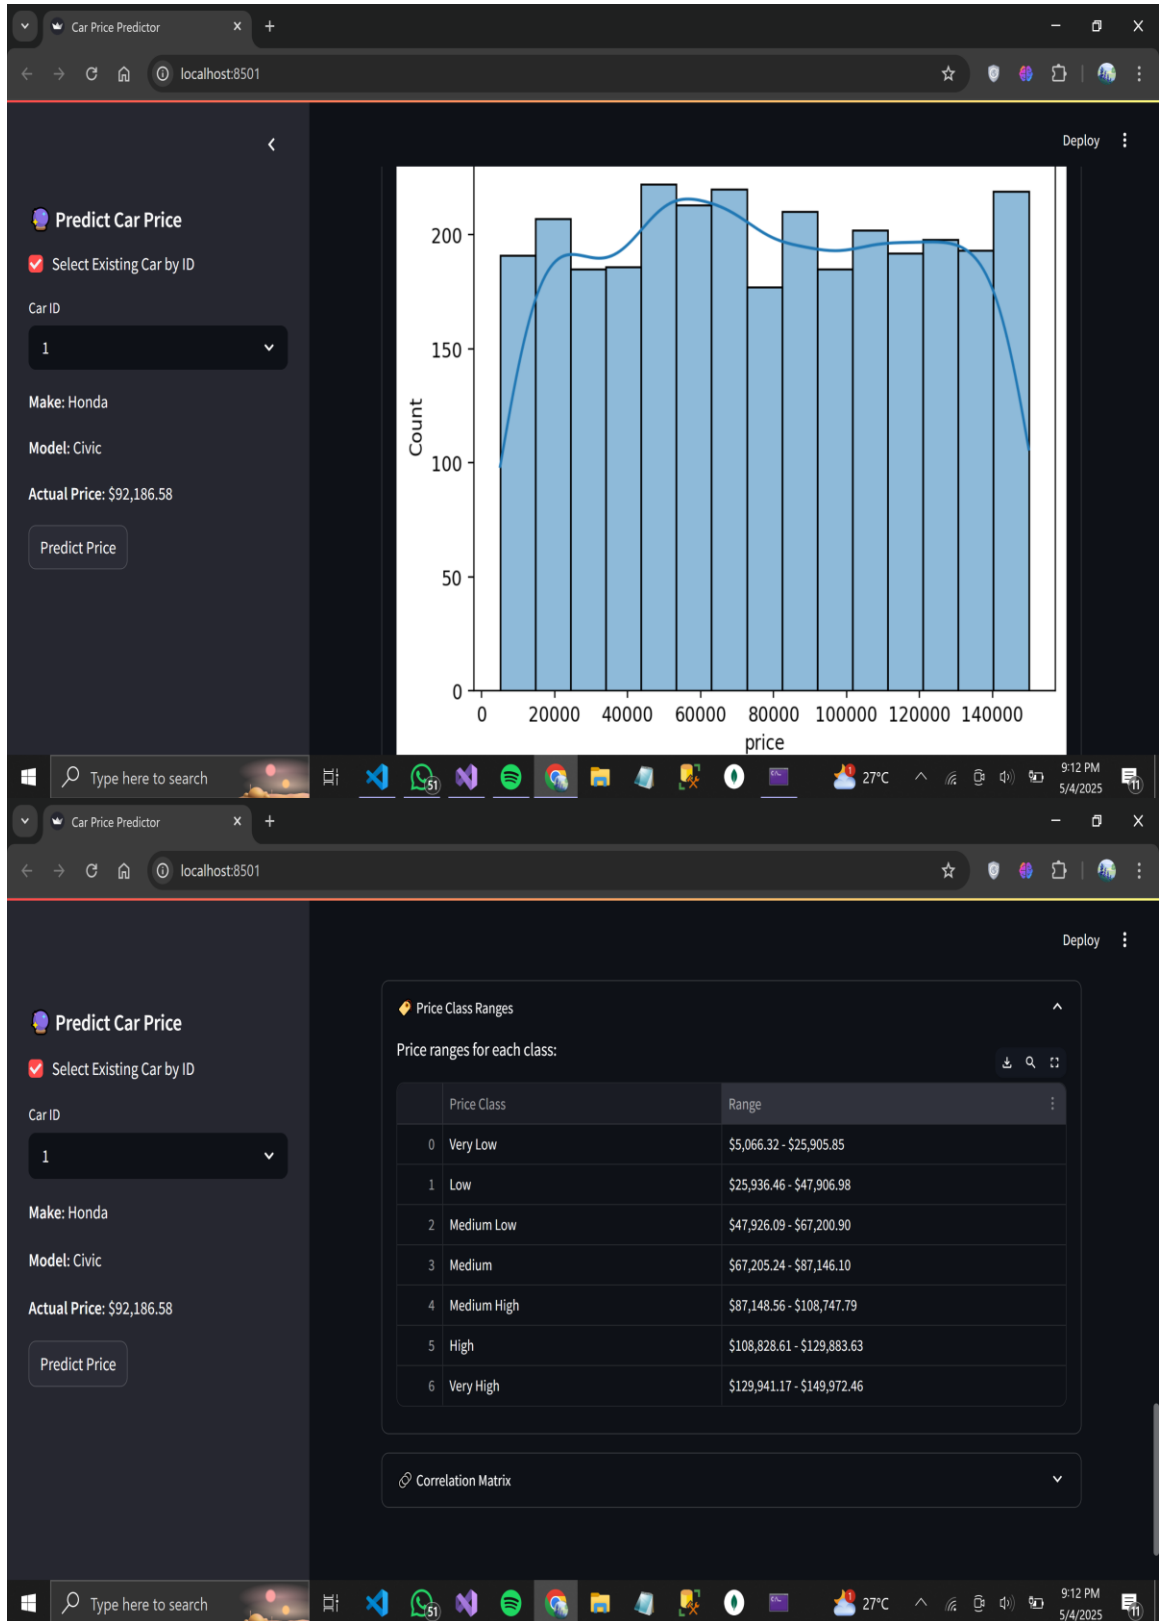 Car Price Predictor
localhost:8501
Deploy
🔮 Predict Car Price
Select Existing Car by ID
Car ID
1
Make: Honda
Model: Civic
Actual Price: $92,186.58
Predict Price
200
150
100
50
0
Count
0 20000 40000 60000 80000 100000 120000 140000
price
Type here to search
51
1
27°C
9:12 PM
5/4/2025
11
Car Price Predictor
localhost:8501
Deploy
🔮 Predict Car Price
Select Existing Car by ID
Car ID
1
Make: Honda
Model: Civic
Actual Price: $92,186.58
Predict Price
Price Class Ranges
Price ranges for each class:
Price Class Range
0 Very Low $5,066.32 - $25,905.85
1 Low $25,936.46 - $47,906.98
2 Medium Low $47,926.09 - $67,200.90
3 Medium $67,205.24 - $87,146.10
4 Medium High $87,148.56 - $108,747.79
5 High $108,828.61 - $129,883.63
6 Very High $129,941.17 - $149,972.46
Correlation Matrix
Type here to search
51
1
27°C
9:12 PM
5/4/2025
11